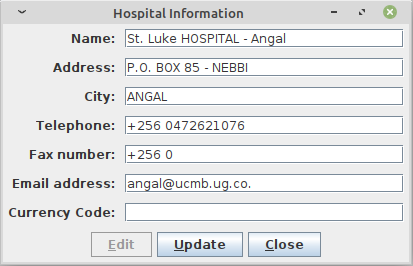 Hospital Information
Name: St. Luke HOSPITAL - Angal
Address: P.O. BOX 85 - NEBBI
City: ANGAL
Telephone: +256 0472621076
Fax number: +256 0
Email address: angal@ucmb.ug.co.
Currency Code:
Edit Update Close